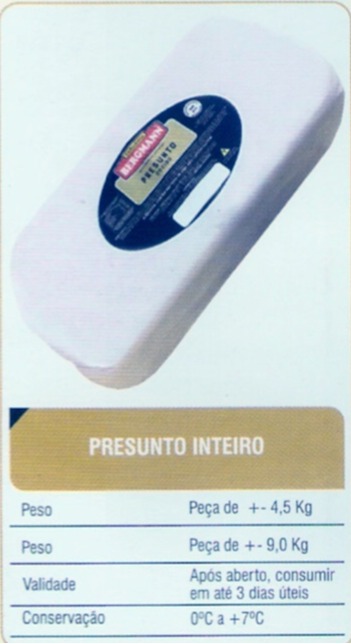 BERGMANN
PRESUNTO
PRESUNTO INTEIRO
Peso Peça de +- 4,5 Kg
Peso Peça de +- 9,0 Kg
Validade Após aberto, consumir
em até 3 dias úteis
Conservação 0ºC a +7ºC